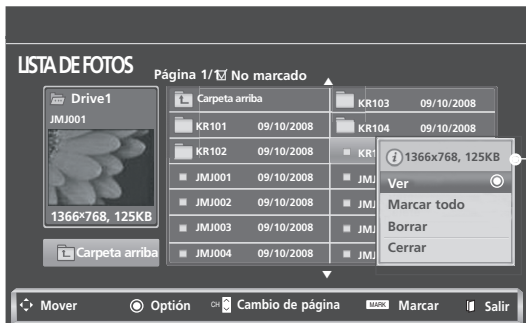 LISTA DE FOTOS
Página 1/1 No marcado
Drive1
JMJ001
1366×768, 125KB
Carpeta arriba
Carpeta arriba
KR101 09/10/2008
KR102 09/10/2008
JMJ001 09/10/2008
JMJ002 09/10/2008
JMJ003 09/10/2008
JMJ004 09/10/2008
KR103 09/10/2008
KR104 09/10/2008
1366x768, 125KB
Ver
Marcar todo
Borrar
Cerrar
Mover Optión CH Cambio de página MARK Marcar Salir